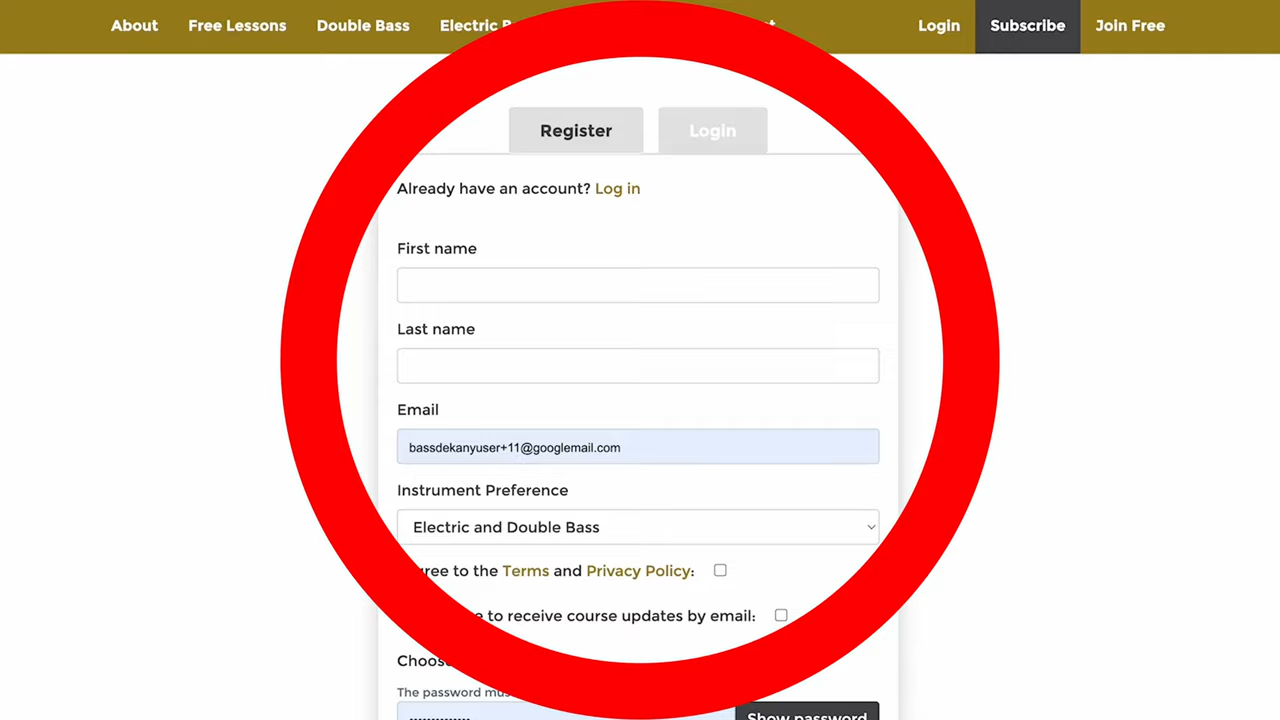 About Free Lessons Double Bass Electric Login Subscribe Join Free
Register Login
Already have an account? Log in
First name
Last name
Email
bassdekanyuser+11@googlemail.com
Instrument Preference
Electric and Double Bass
to the Terms and Privacy Policy:
to receive course updates by email:
The password
Show password